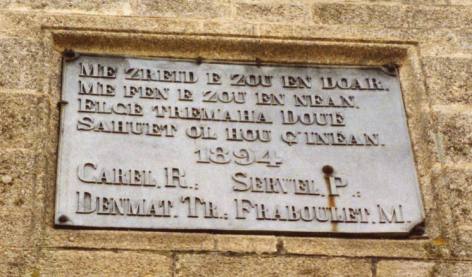 ME ZREID E ZOU EN DOAR.
ME FEN E ZOU EN NEAN.
ELCE TREMAHA DOUE
SAHUET OL HOU Ç'INEAN.
1894
CAREL. R.: SERVEL. P.:
DENMAT. TR.: FRABOULET. M.